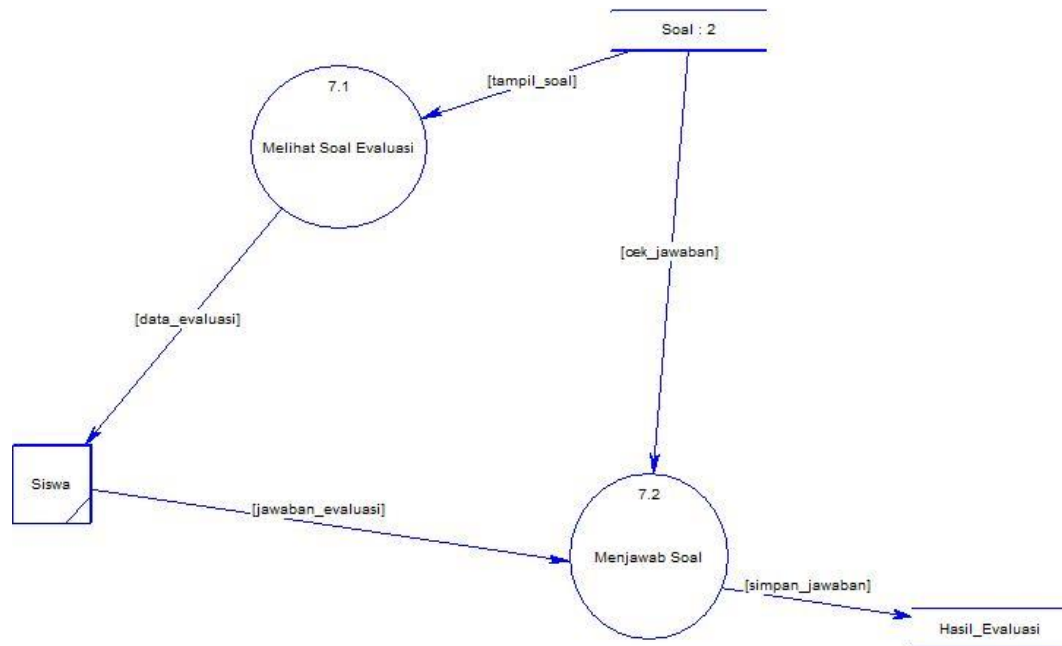 Soal : 2
[tampil_soal]
7.1
Melihat Soal Evaluasi
[cek_jawaban]
[data_evaluasi]
Siswa
[jawaban_evaluasi]
7.2
Menjawab Soal
[simpan_jawaban]
Hasil_Evaluasi